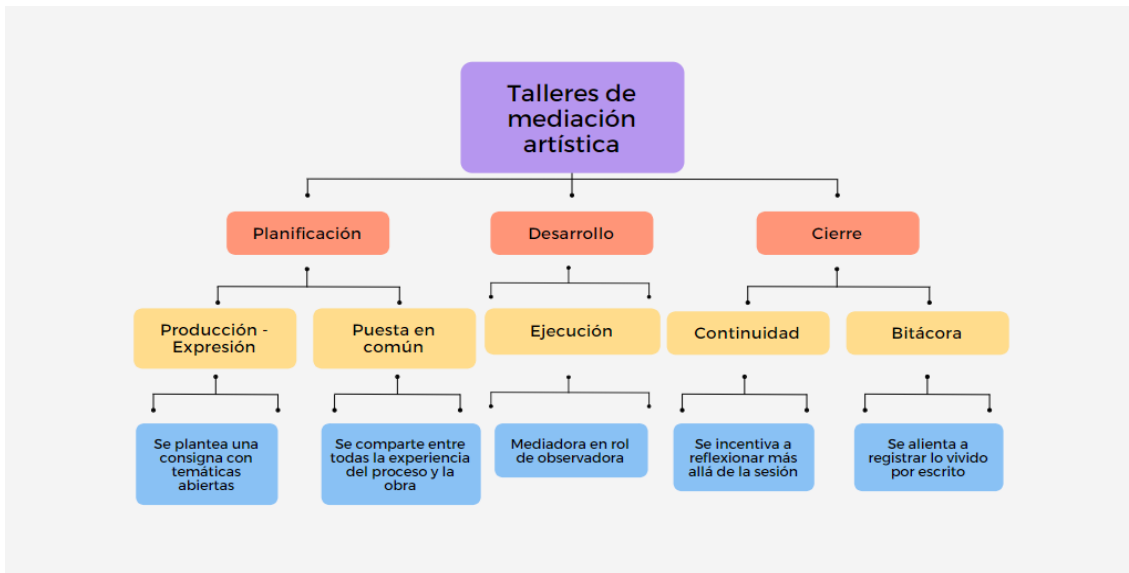 Talleres de
mediación
artística
Planificación
Desarrollo
Cierre
Producción -
Expresión
Puesta en
común
Ejecución
Continuidad
Bitácora
Se plantea una
consigna con
temáticas
abiertas
Se comparte entre
todas la experiencia
del proceso y la
obra
Mediadora en rol
de observadora
Se incentiva a
reflexionar más
allá de la sesión
Se alienta a
registrar lo vivido
por escrito